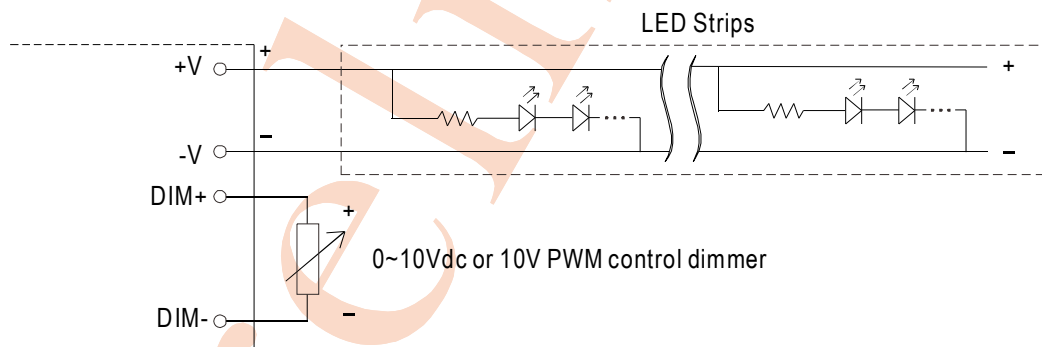 LED Strips
+V
+
+
-V
−
−
DIM+
+
0~10Vdc or 10V PWM control dimmer
DIM-
−